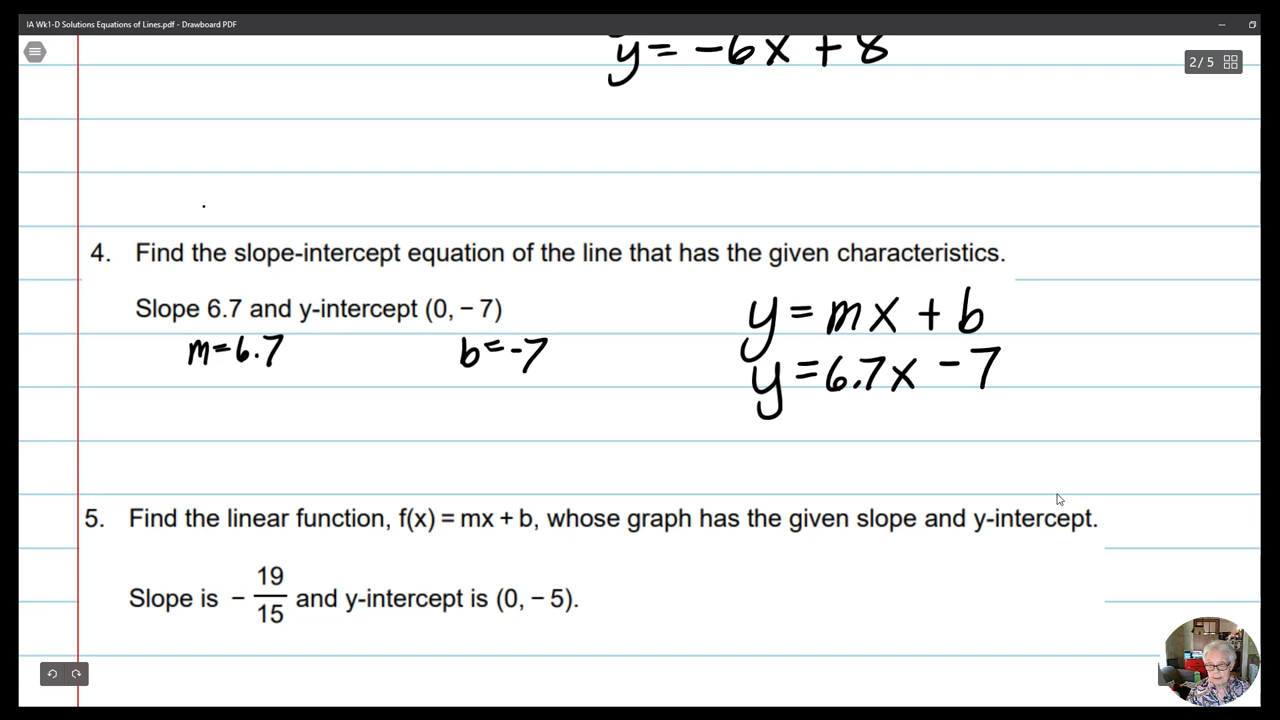 IA Wk1-D Solutions Equations of Lines.pdf - Drawboard PDF
2 / 5
y = -6x + 8
4. Find the slope-intercept equation of the line that has the given characteristics.
Slope 6.7 and y-intercept (0, − 7)
m=6.7 b=-7
y = mx + b
y = 6.7x - 7
5. Find the linear function, f(x) = mx + b, whose graph has the given slope and y-intercept.
Slope is − 19/15 and y-intercept is (0, − 5).